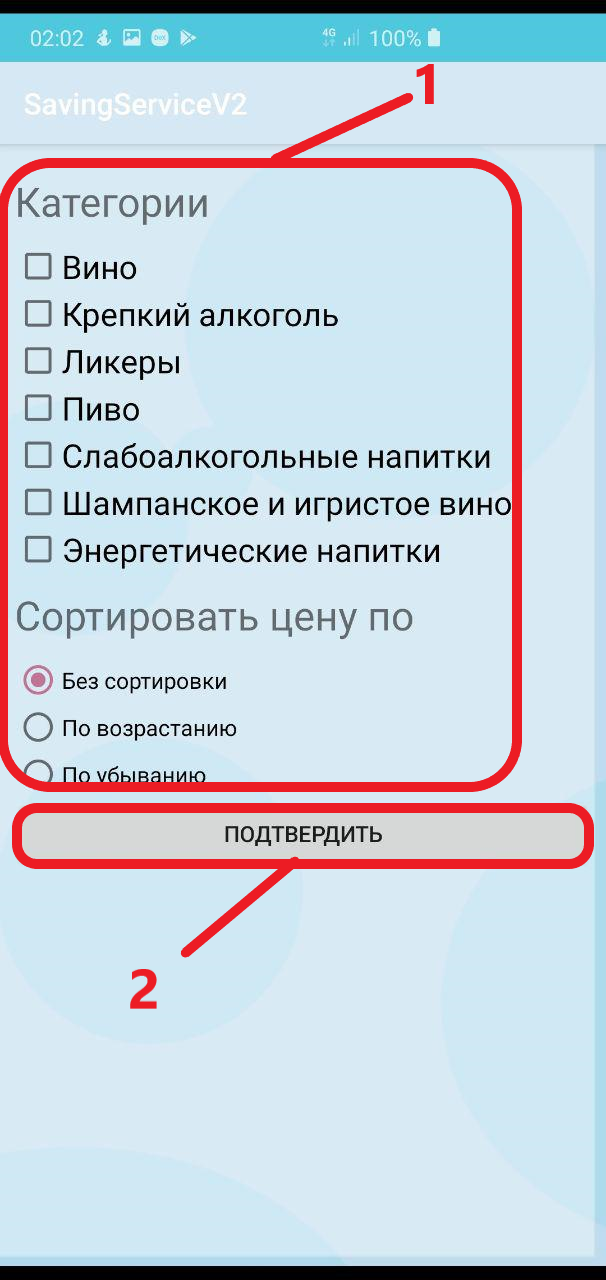 02:02 4G 100%
SavingServiceV2
1
Категории
Вино
Крепкий алкоголь
Ликеры
Пиво
Слабоалкогольные напитки
Шампанское и игристое вино
Энергетические напитки
Сортировать цену по
Без сортировки
По возрастанию
По убыванию
ПОДТВЕРДИТЬ
2